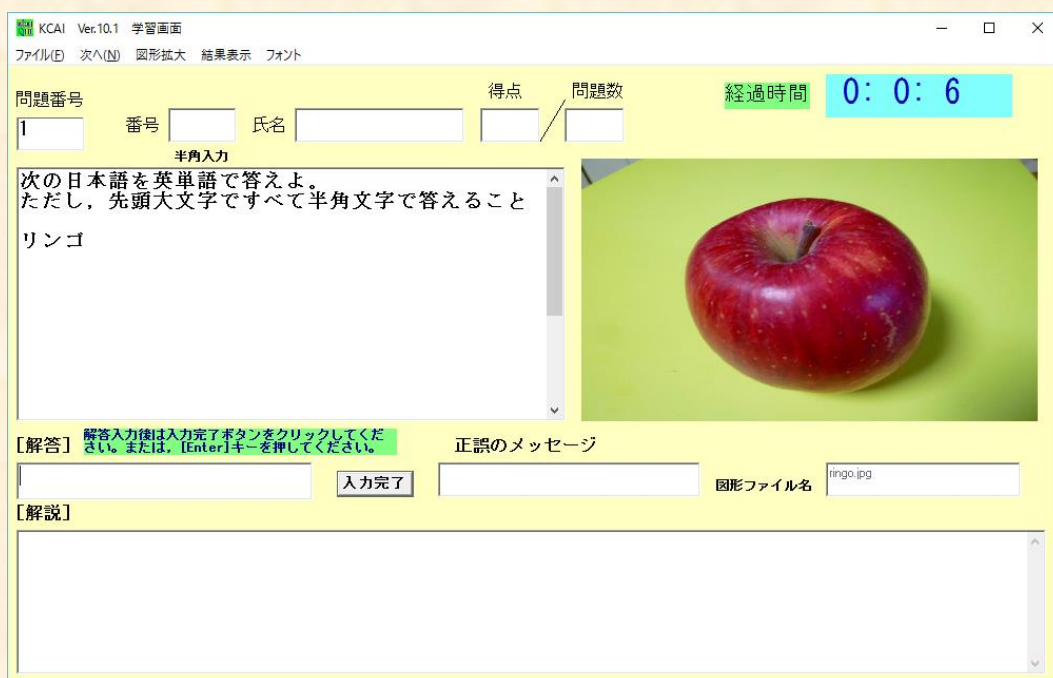 KCAI Ver.10.1 学習画面
ファイル(F) 次へ(N) 図形拡大 結果表示 フォント
問題番号
1
番号
半角入力
氏名
得点 / 問題数
経過時間
0: 0: 6
次の日本語を英単語で答えよ。
ただし，先頭大文字ですべて半角文字で答えること
リンゴ
[解答]
解答入力後は入力完了ボタンをクリックしてくだ
さい。または，[Enter]キーを押してください。
入力完了
正誤のメッセージ
図形ファイル名
ringo.jpg
[解説]